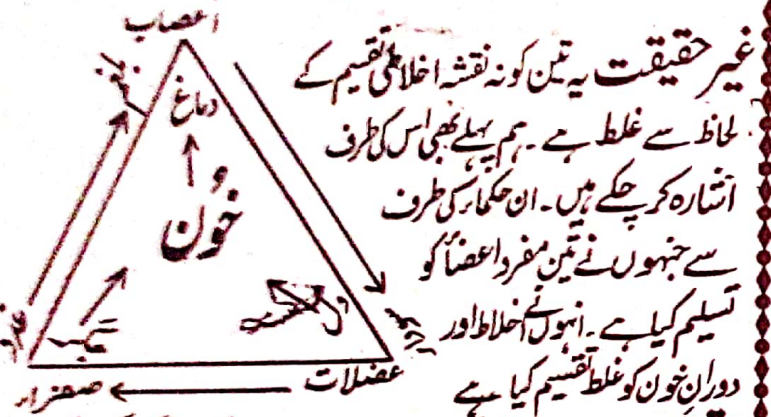 اعصاب
دماغ
خون
دل
عضلات
صفراء
غیر حقیقت یہ تین کونہ نقشہ اخلاطی تقسیم کے
لحاظ سے غلط ہے۔ ہم پہلے بھی اس کی طرف
اشارہ کر چکے ہیں۔ ان حکماء کی طرف
سے جنہوں نے تین مفرد اعضاً کو
تسلیم کیا ہے۔ انہوں نے اخلاط اور
دوران خون کو غلط تقسیم کیا ہے